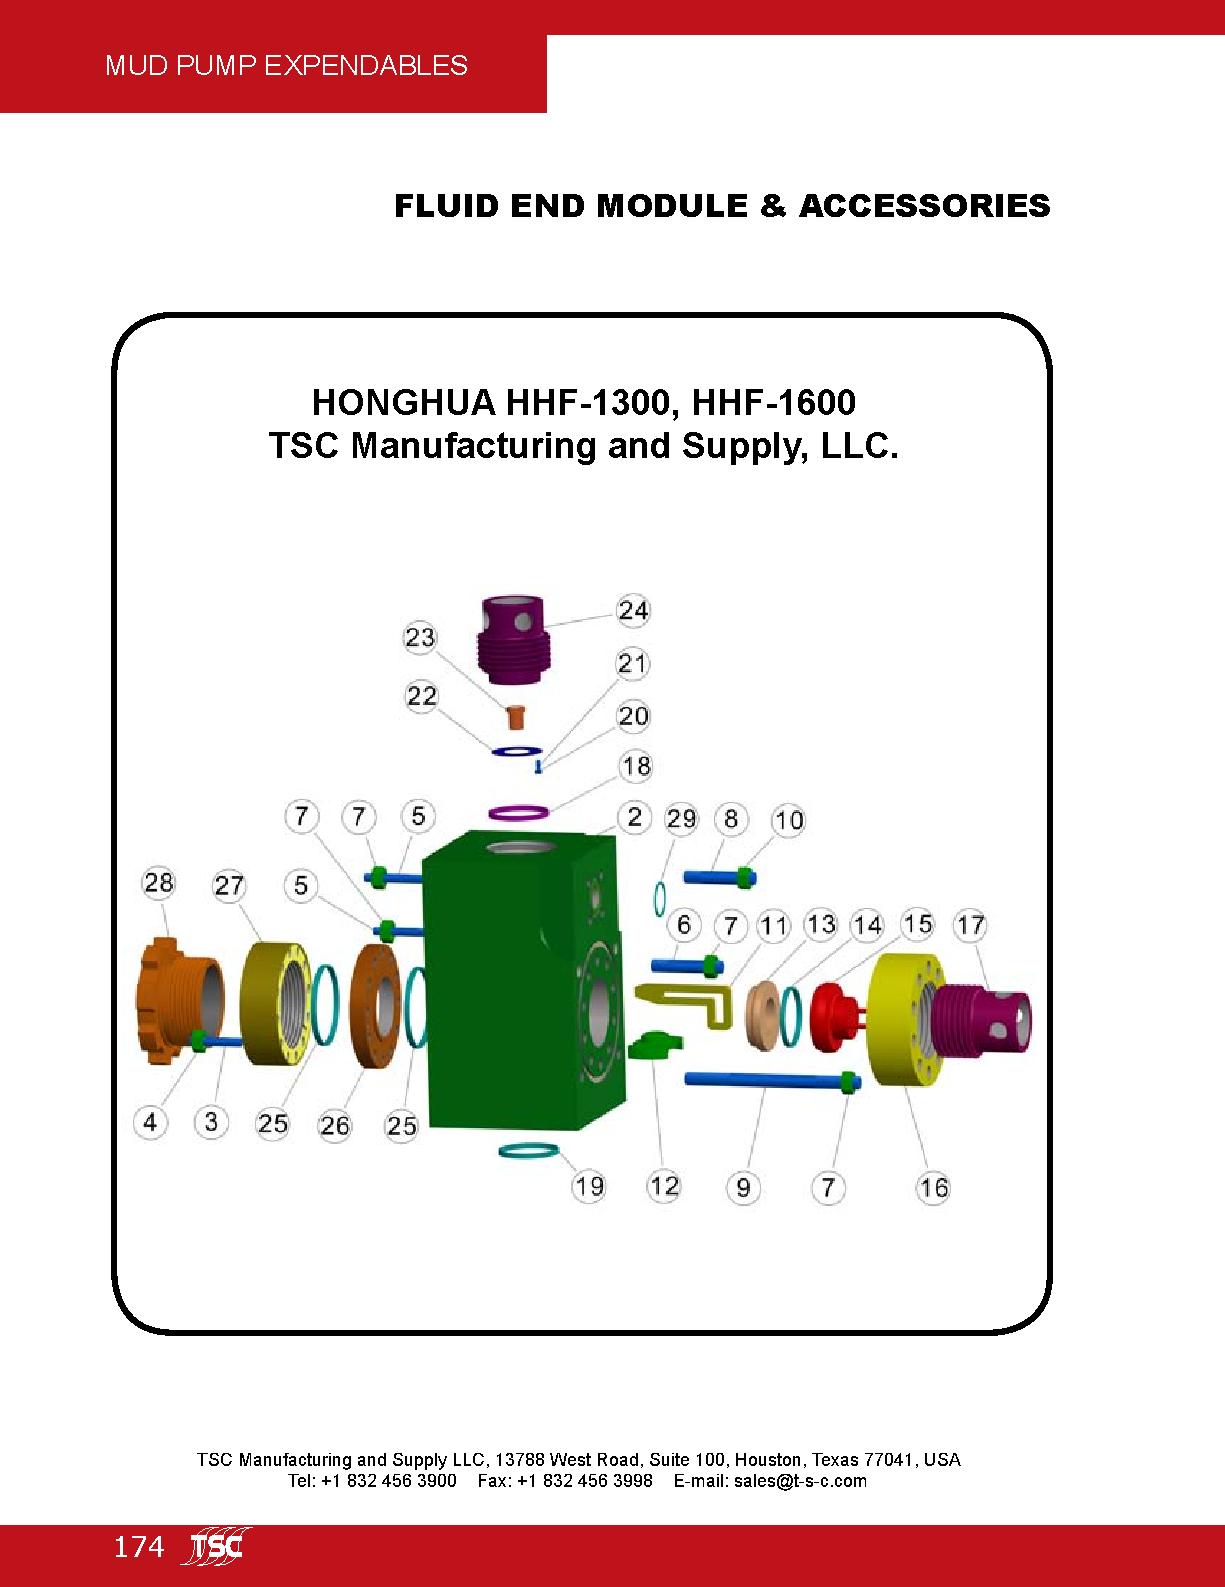 MUD PUMP EXPENDABLES
FLUID END MODULE & ACCESSORIES
HONGHUA HHF-1300, HHF-1600
TSC Manufacturing and Supply, LLC.
24
23
21
22
20
18
7 7 5 2 29 8 10
28 27 5
6 7 11 13 14 15 17
4 3 25 26 25
19 12 9 7 16
TSC Manufacturing and Supply LLC, 13788 West Road, Suite 100, Houston, Texas 77041, USA
Tel: +1 832 456 3900 Fax: +1 832 456 3998 E-mail: sales@t-s-c.com
174 TSC